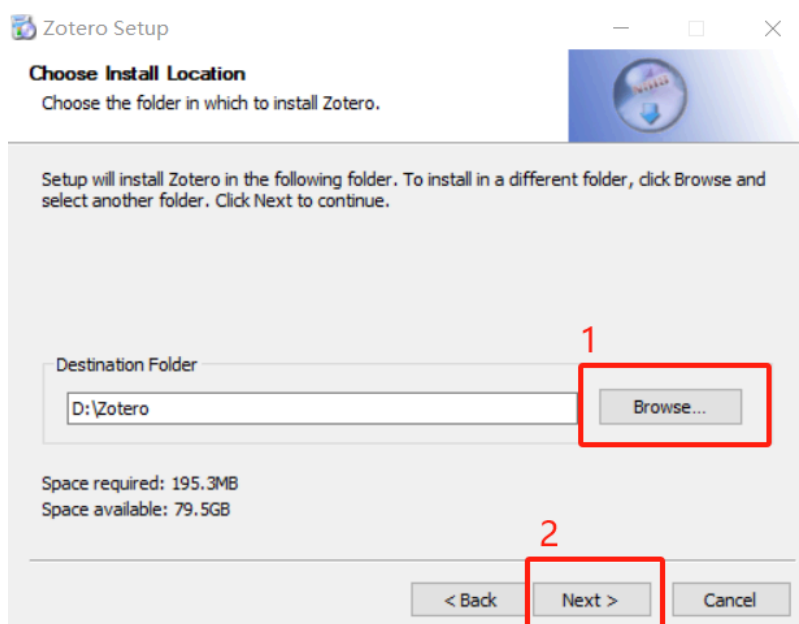 Zotero Setup
Choose Install Location
Choose the folder in which to install Zotero.
Setup will install Zotero in the following folder. To install in a different folder, click Browse and
select another folder. Click Next to continue.
1
Destination Folder
D:\Zotero
Browse...
Space required: 195.3MB
Space available: 79.5GB
2
< Back
Next >
Cancel